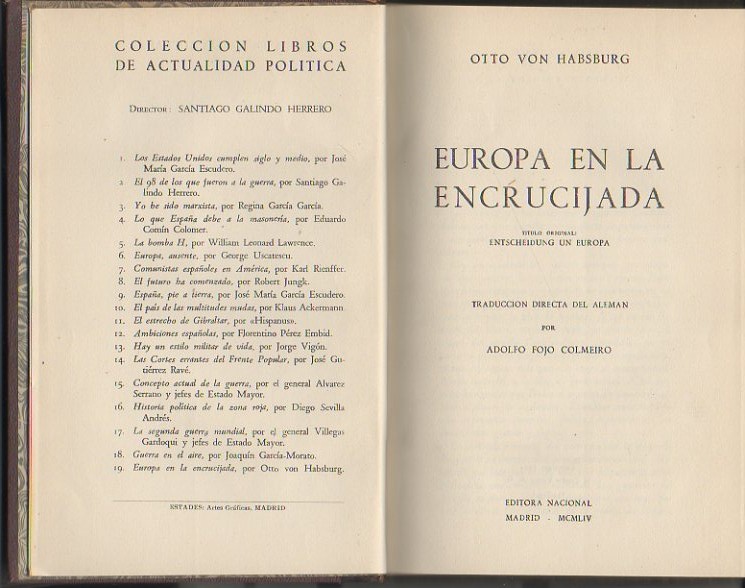 COLECCION LIBROS
DE ACTUALIDAD POLITICA
DIRECTOR: SANTIAGO GALINDO HERRERO
1. Los Estados Unidos cumplen siglo y medio, por José
María García Escudero.
2 El 98 de los que fueron a la guerra, por Santiago Ga-
lindo Herrero.
3. Yo he sido marxista, por Regina García García.
4. Lo que España debe a la masonería, por Eduardo
Comín Colomer.
5. La bomba H, por William Leonard Lawrence.
6. Europa, ausente, por George Uscatescu.
7. Comunistas españoles en América, por Karl Rienffer.
8. El futuro ha comenzado, por Robert Jungk.
9. España, pie a tierra, por José María García Escudero.
10. El país de las multitudes mudas, por Klaus Ackermann.
11. El estrecho de Gibraltar, por «Hispanus».
12. Ambiciones españolas, por Florentino Pérez Embid.
13. Hay un estilo militar de vida, por Jorge Vigón.
14. Las Cortes errantes del Frente Popular, por José Gu-
tiérrez Ravé.
15. Concepto actual de la guerra, por el general Alvarez
Serrano y jefes de Estado Mayor.
16. Historia política de la zona roja, por Diego Sevilla
Andrés.
17. La segunda guerra mundial, por el general Villegas
Gardoqui y jefes de Estado Mayor.
18. Guerra en el aire, por Joaquín García-Morato.
19. Europa en la encrucijada, por Otto von Habsburg.
ESTADES: Artes Gráficas. MADRID
OTTO VON HABSBURG
EUROPA EN LA
ENCRUCIJADA
TITULO ORIGINAL:
ENTSCHEIDUNG UN EUROPA
TRADUCCION DIRECTA DEL ALEMAN
POR
ADOLFO FOJO COLMEIRO
EDITORA NACIONAL
MADRID - MCMLIV